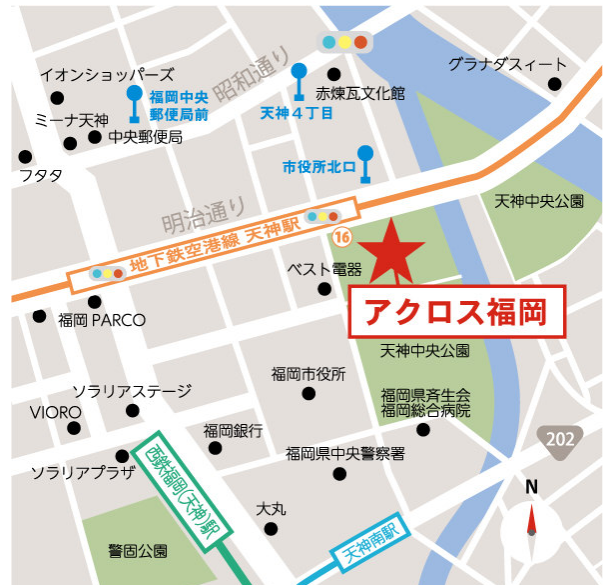 昭和通り
イオンショッパーズ
福岡中央
郵便局前
天神4丁目
赤煉瓦文化館
グラナダスィート
ミーナ天神
中央郵便局
フタタ
市役所北口
明治通り
天神中央公園
地下鉄空港線 天神駅
16
ベスト電器
アクロス福岡
福岡 PARCO
天神中央公園
福岡市役所
ソラリアステージ
福岡県済生会
福岡総合病院
VIORO
福岡銀行
202
ソラリアプラザ
福岡県中央警察署
西鉄福岡(天神)駅
N
大丸
天神南駅
警固公園